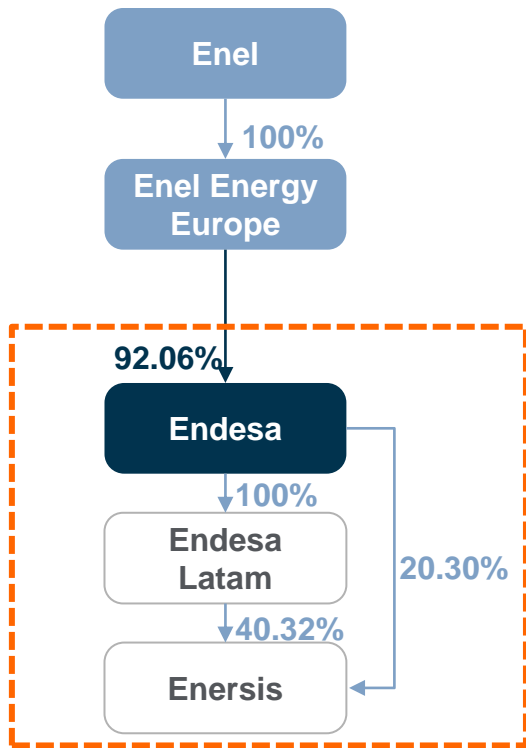 Enel
100%
Enel Energy
Europe
92.06%
Endesa
100%
Endesa
Latam
20.30%
40.32%
Enersis